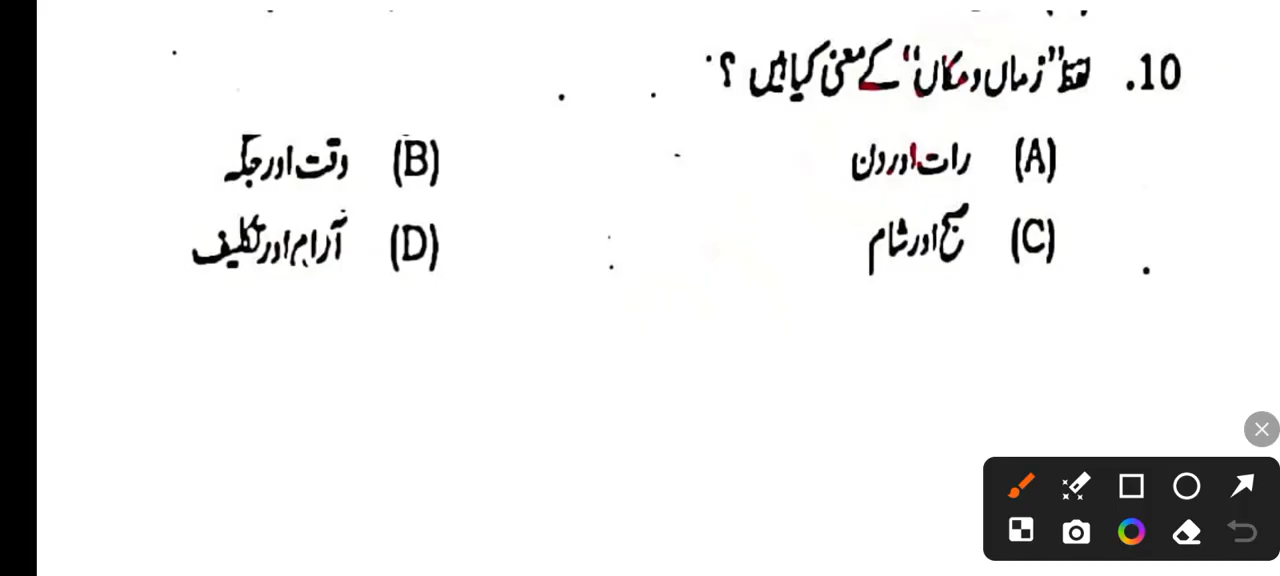 10. لفظ ”زماں و مکاں“ کے معنی کیا ہیں ؟
(A) رات اور دن (B) وقت اور جگہ
(C) صبح اور شام (D) آرام اور تکلیف